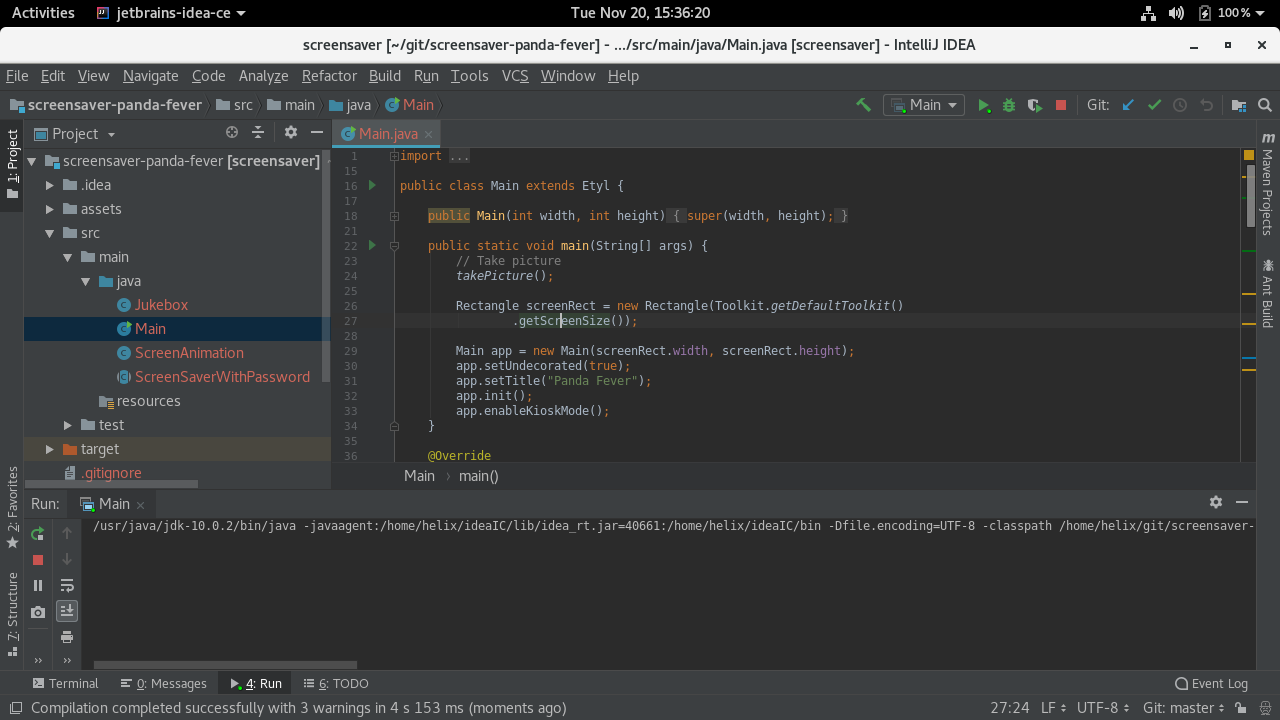 Activities jetbrains-idea-ce Tue Nov 20, 15:36:20 100%
screensaver [~/git/screensaver-panda-fever] - .../src/main/java/Main.java [screensaver] - IntelliJ IDEA
File Edit View Navigate Code Analyze Refactor Build Run Tools VCS Window Help
screensaver-panda-fever src main java Main Main Git:
1: Project
2: Favorites
7: Structure
Project
screensaver-panda-fever [screensaver]
.idea
assets
src
main
java
Jukebox
Main
ScreenAnimation
ScreenSaverWithPassword
resources
test
target
.gitignore
Main.java
1 import ...
15
16 public class Main extends Etyl {
17
18 public Main(int width, int height) { super(width, height); }
21
22 public static void main(String[] args) {
23 // Take picture
24 takePicture();
25
26 Rectangle screenRect = new Rectangle(Toolkit.getDefaultToolkit()
27 .getScreenSize());
28
29 Main app = new Main(screenRect.width, screenRect.height);
30 app.setUndecorated(true);
31 app.setTitle("Panda Fever");
32 app.init();
33 app.enableKioskMode();
34 }
35
36 @Override
Main › main()
m Maven Projects
Ant Build
Run: Main
/usr/java/jdk-10.0.2/bin/java -javaagent:/home/helix/ideaIC/lib/idea_rt.jar=40661:/home/helix/ideaIC/bin -Dfile.encoding=UTF-8 -classpath /home/helix/git/screensaver-
Terminal 0: Messages 4: Run 6: TODO Event Log
Compilation completed successfully with 3 warnings in 4 s 153 ms (moments ago) 27:24 LF UTF-8 Git: master